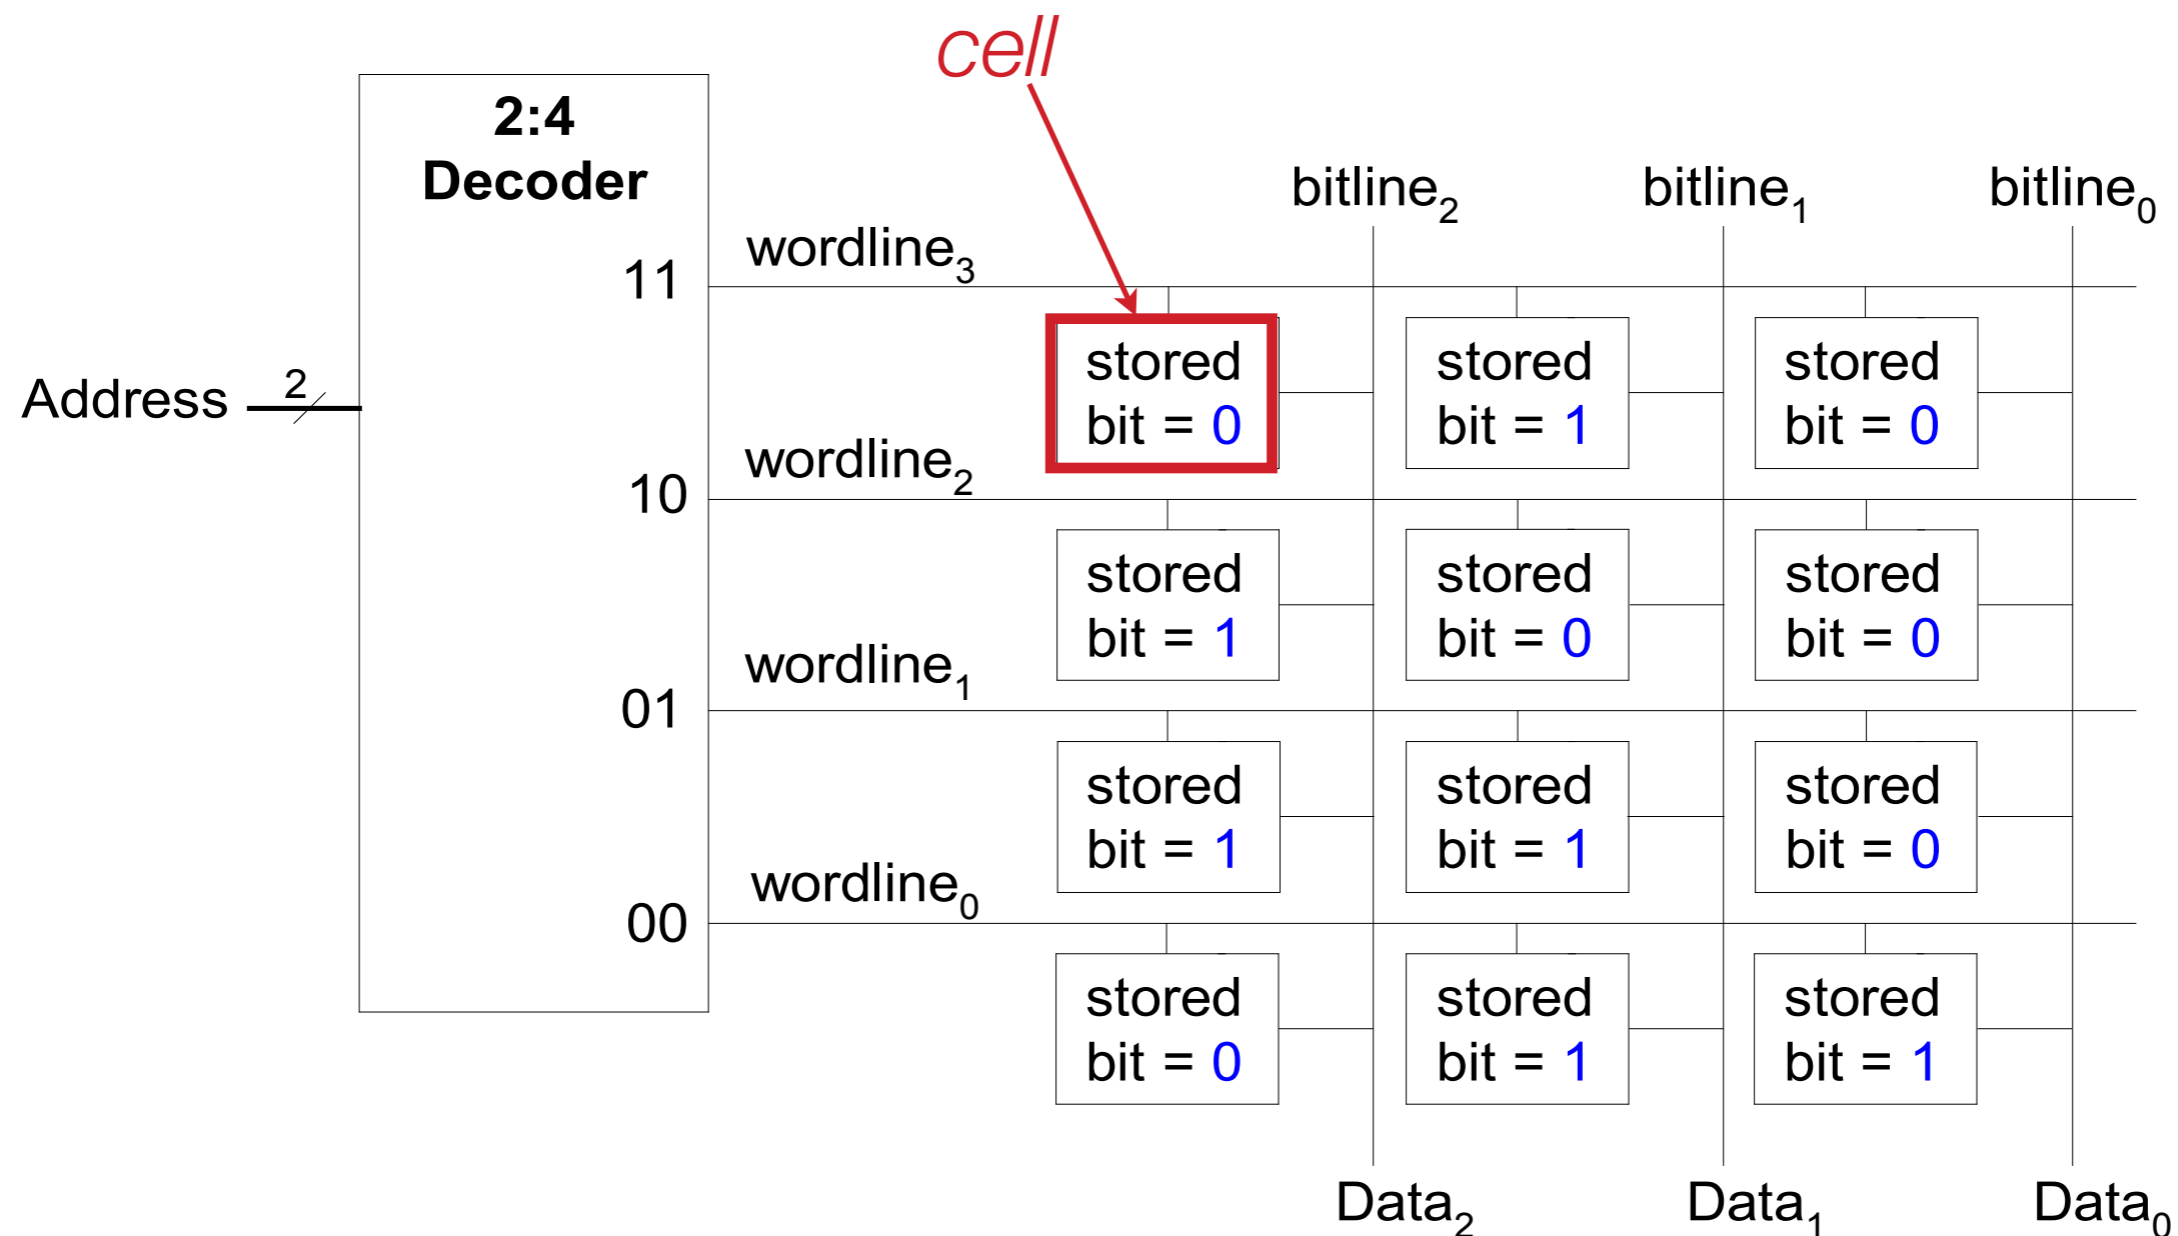 cell
2:4
Decoder
bitline₂ bitline₁ bitline₀
wordline₃
11
stored stored stored
bit = 0 bit = 1 bit = 0
Address 2
wordline₂
10
stored stored stored
bit = 1 bit = 0 bit = 0
wordline₁
01
stored stored stored
bit = 1 bit = 1 bit = 0
wordline₀
00
stored stored stored
bit = 0 bit = 1 bit = 1
Data₂ Data₁ Data₀